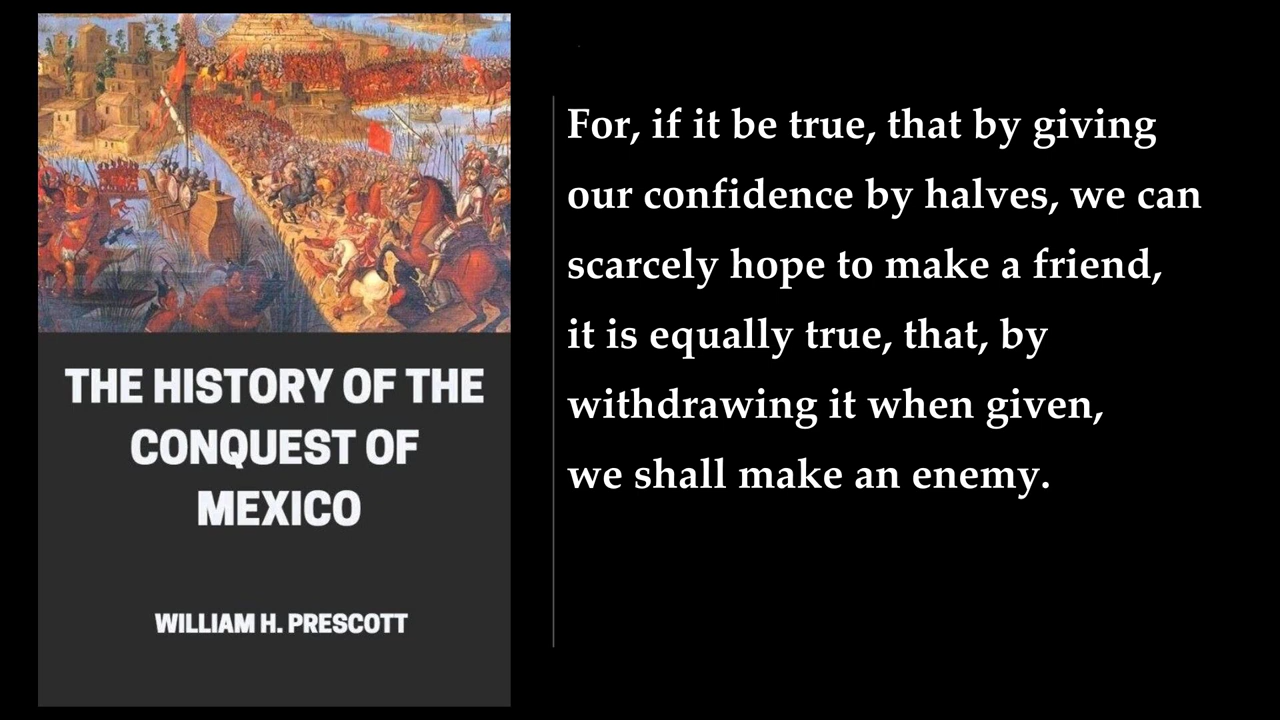 THE HISTORY OF THE
CONQUEST OF
MEXICO
WILLIAM H. PRESCOTT
For, if it be true, that by giving
our confidence by halves, we can
scarcely hope to make a friend,
it is equally true, that, by
withdrawing it when given,
we shall make an enemy.